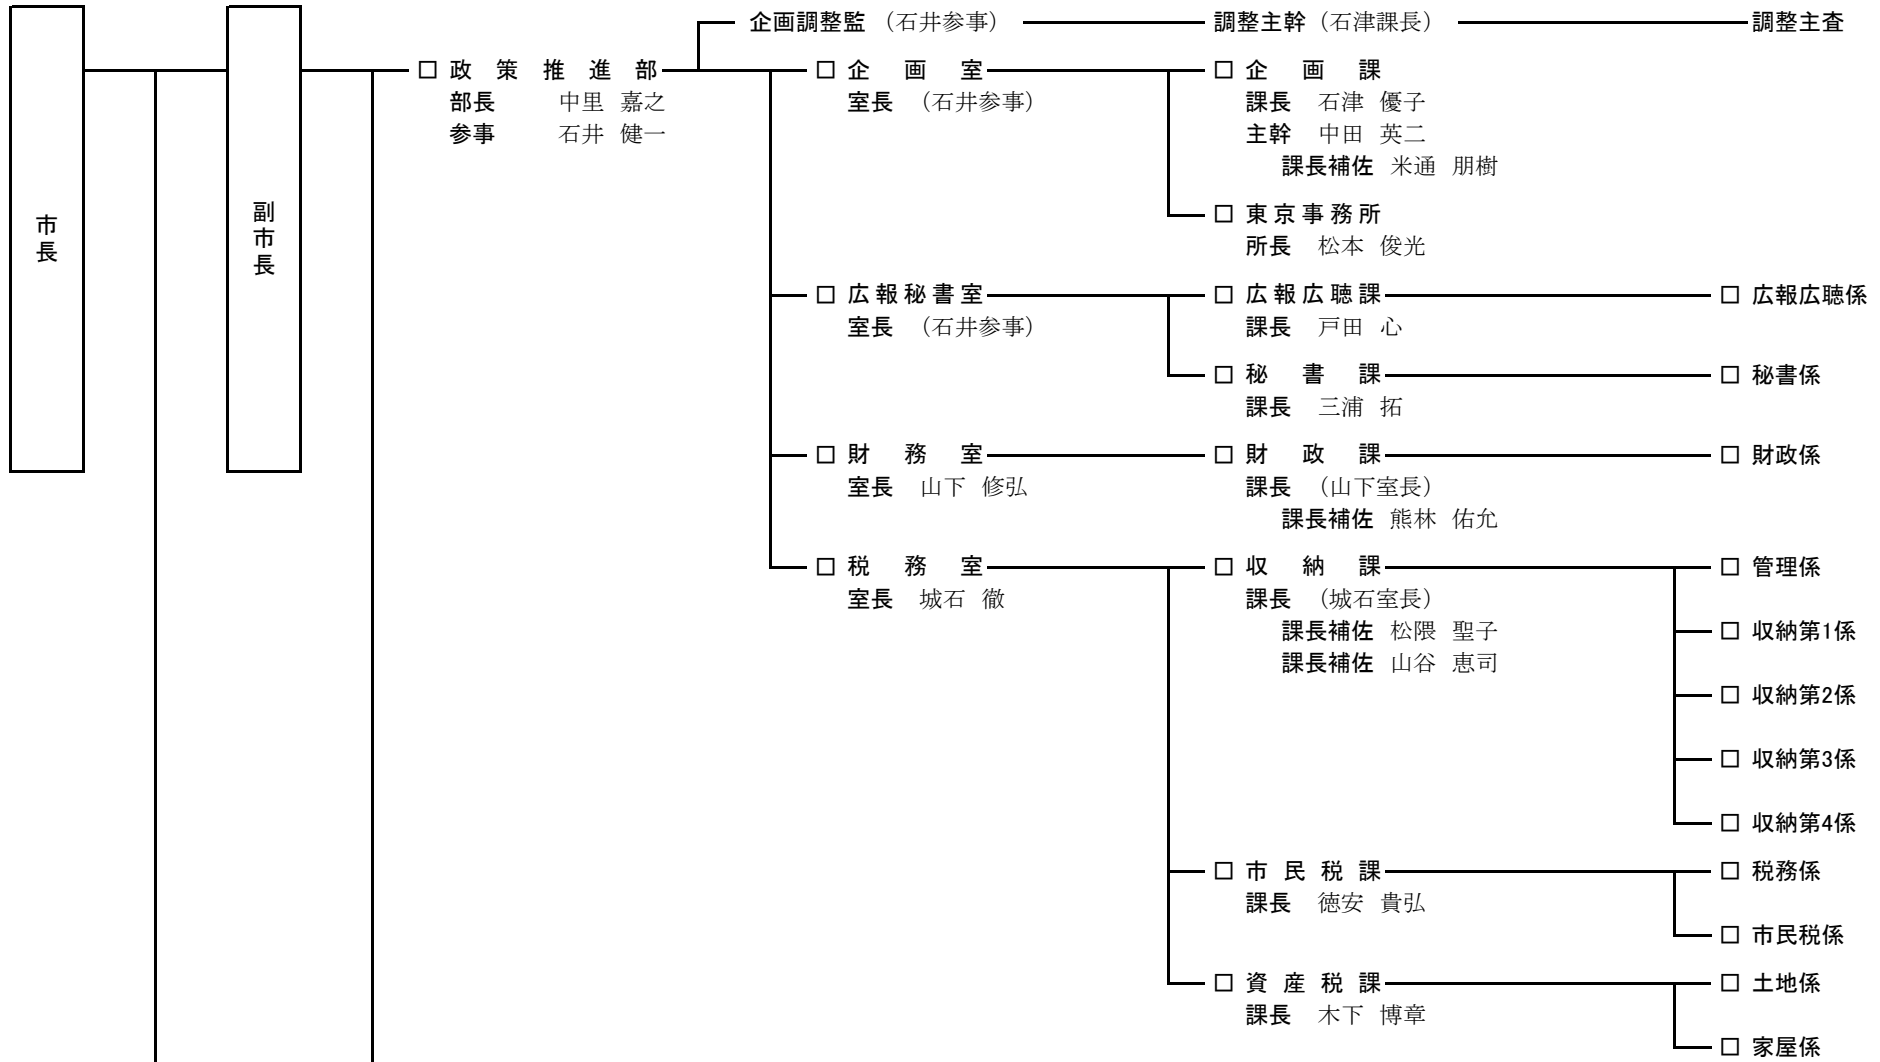 企画調整監 (石井参事) 調整主幹 (石津課長) 調整主査
□ 政策推進部 □ 企画室 □ 企画課
部長 中里 嘉之 室長 (石井参事) 課長 石津 優子
参事 石井 健一 主幹 中田 英二
課長補佐 米通 朋樹
市長
副市長
□ 東京事務所
所長 松本 俊光
□ 広報秘書室 □ 広報広聴課 □ 広報広聴係
室長 (石井参事) 課長 戸田 心
□ 秘書課 □ 秘書係
課長 三浦 拓
□ 財務室 □ 財政課 □ 財政係
室長 山下 修弘 課長 (山下室長)
課長補佐 熊林 佑允
□ 税務室 □ 収納課 □ 管理係
室長 城石 徹 課長 (城石室長)
課長補佐 松隈 聖子 □ 収納第1係
課長補佐 山谷 恵司
□ 収納第2係
□ 収納第3係
□ 収納第4係
□ 市民税課 □ 税務係
課長 徳安 貴弘
□ 市民税係
□ 資産税課 □ 土地係
課長 木下 博章
□ 家屋係